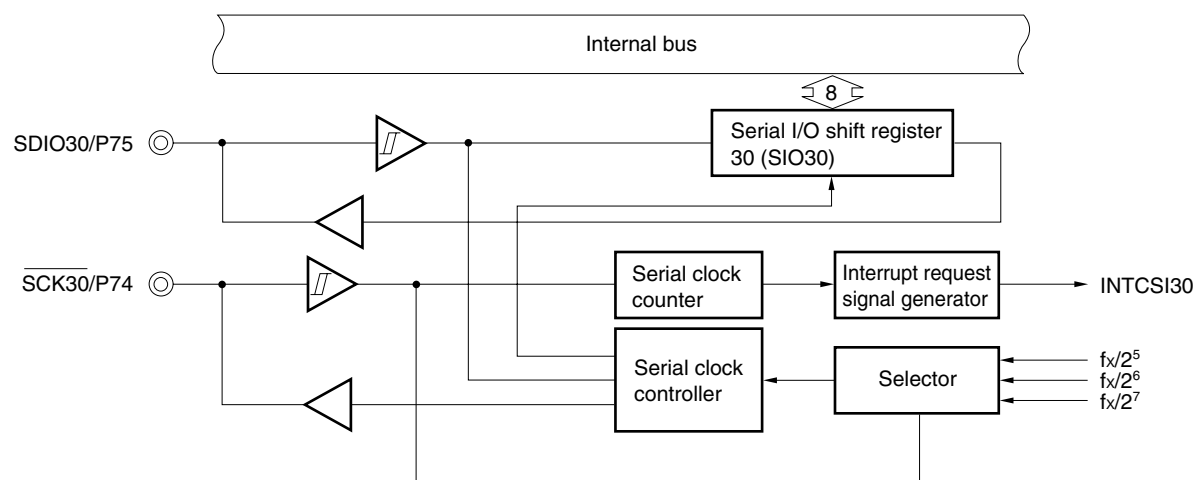 Internal bus
8
SDIO30/P75
Serial I/O shift register
30 (SIO30)
SCK30/P74
Serial clock
counter
Interrupt request
signal generator
INTCSI30
Serial clock
controller
Selector
fx/2⁵
fx/2⁶
fx/2⁷